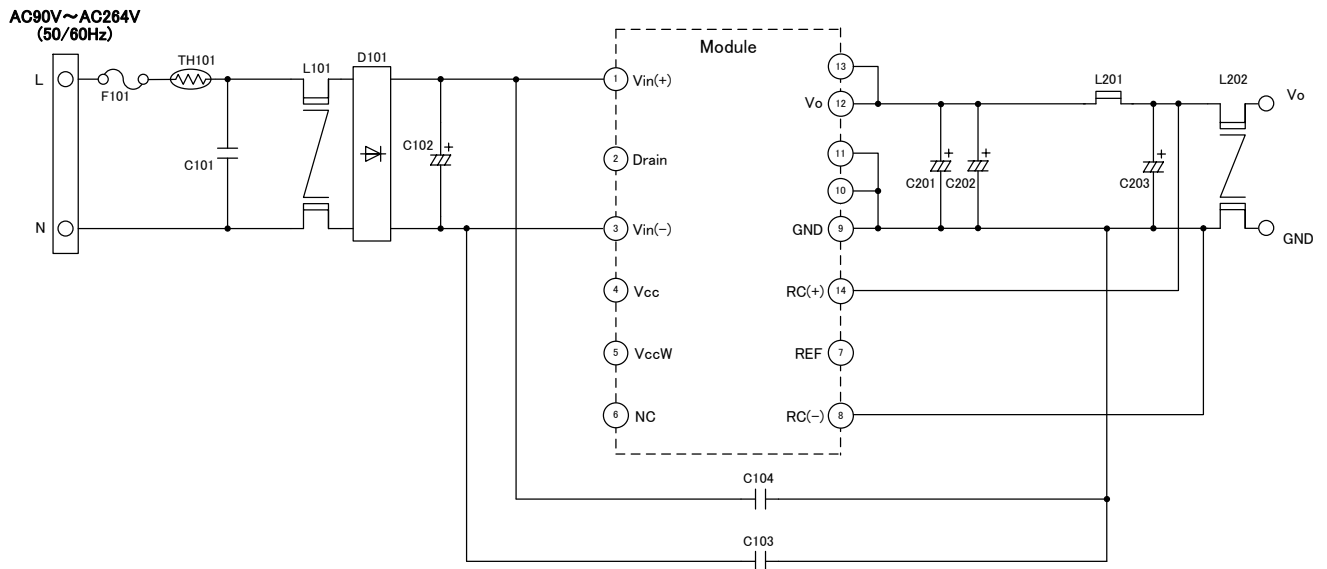 AC90V～AC264V
(50/60Hz)
L
F101
TH101
C101
L101
D101
C102
N
Module
1 Vin(+)
2 Drain
3 Vin(-)
4 Vcc
5 VccW
6 NC
13
Vo 12
11
10
GND 9
RC(+) 14
REF 7
RC(-) 8
C201
C202
L201
C203
L202
Vo
GND
C104
C103